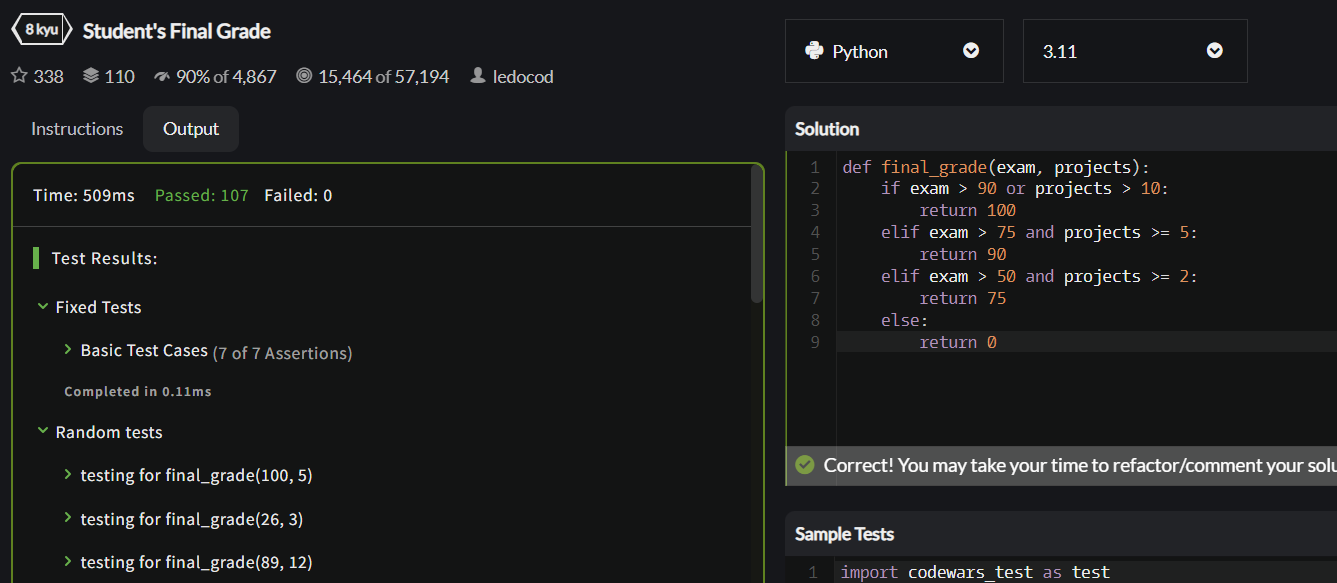 8 kyu Student's Final Grade
338 110 90% of 4,867 15,464 of 57,194 ledocod
Instructions Output
Time: 509ms Passed: 107 Failed: 0
Test Results:
Fixed Tests
Basic Test Cases (7 of 7 Assertions)
Completed in 0.11ms
Random tests
testing for final_grade(100, 5)
testing for final_grade(26, 3)
testing for final_grade(89, 12)
Python 3.11
Solution
1 def final_grade(exam, projects):
2     if exam > 90 or projects > 10:
3         return 100
4     elif exam > 75 and projects >= 5:
5         return 90
6     elif exam > 50 and projects >= 2:
7         return 75
8     else:
9         return 0
Correct! You may take your time to refactor/comment your solu
Sample Tests
1 import codewars_test as test